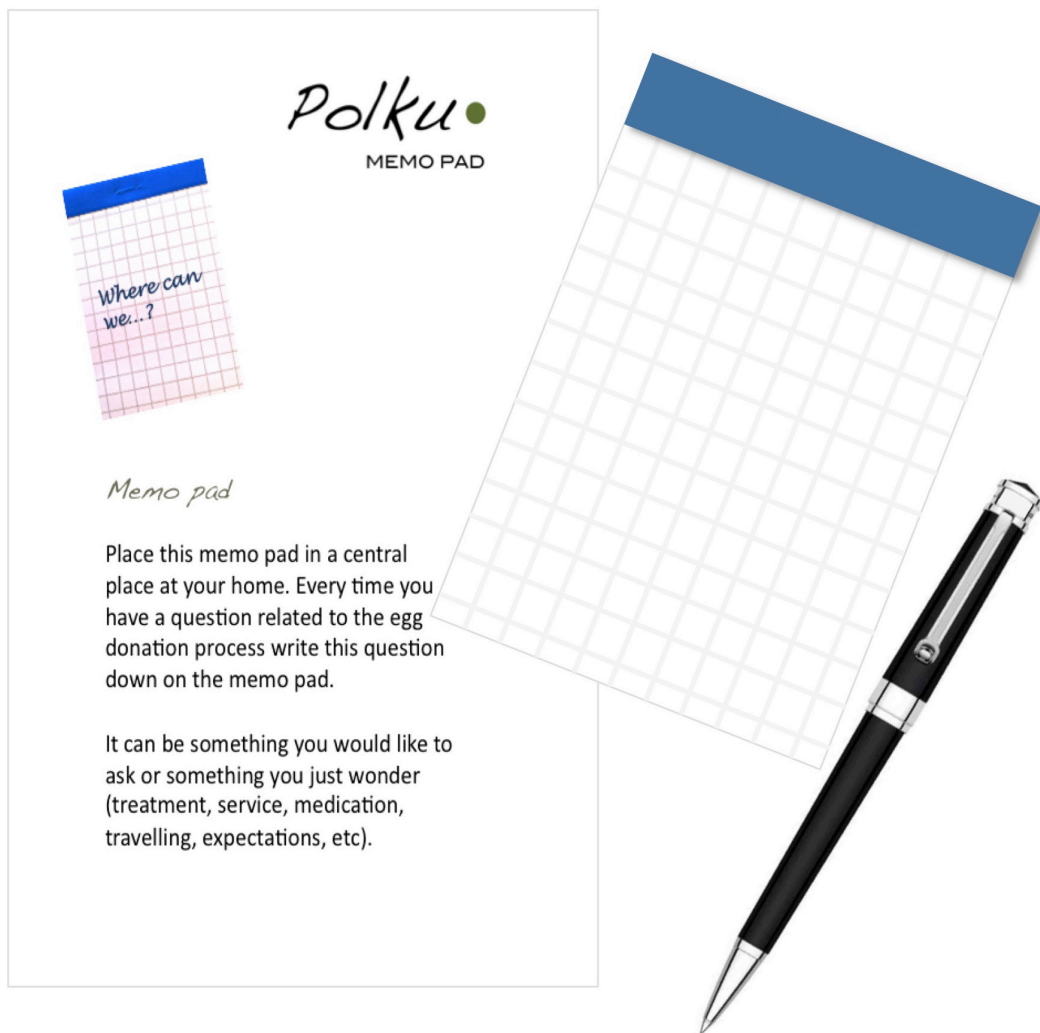 Polku
MEMO PAD
Where can
we...?
Memo pad
Place this memo pad in a central
place at your home. Every time you
have a question related to the egg
donation process write this question
down on the memo pad.
It can be something you would like to
ask or something you just wonder
(treatment, service, medication,
travelling, expectations, etc).